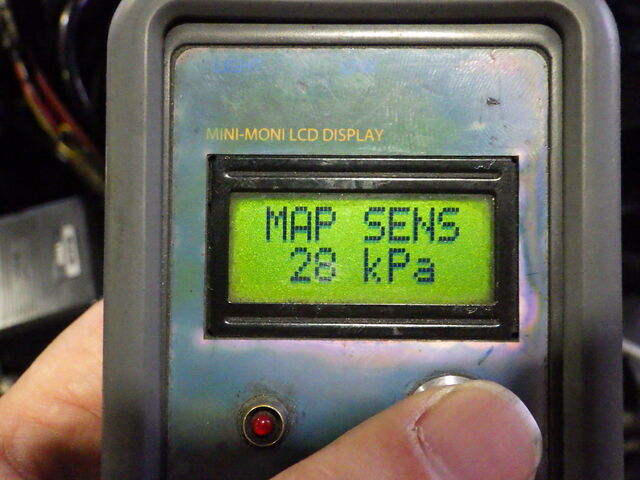 MINI-MONI LCD DISPLAY
MAP SENS
28 kPa